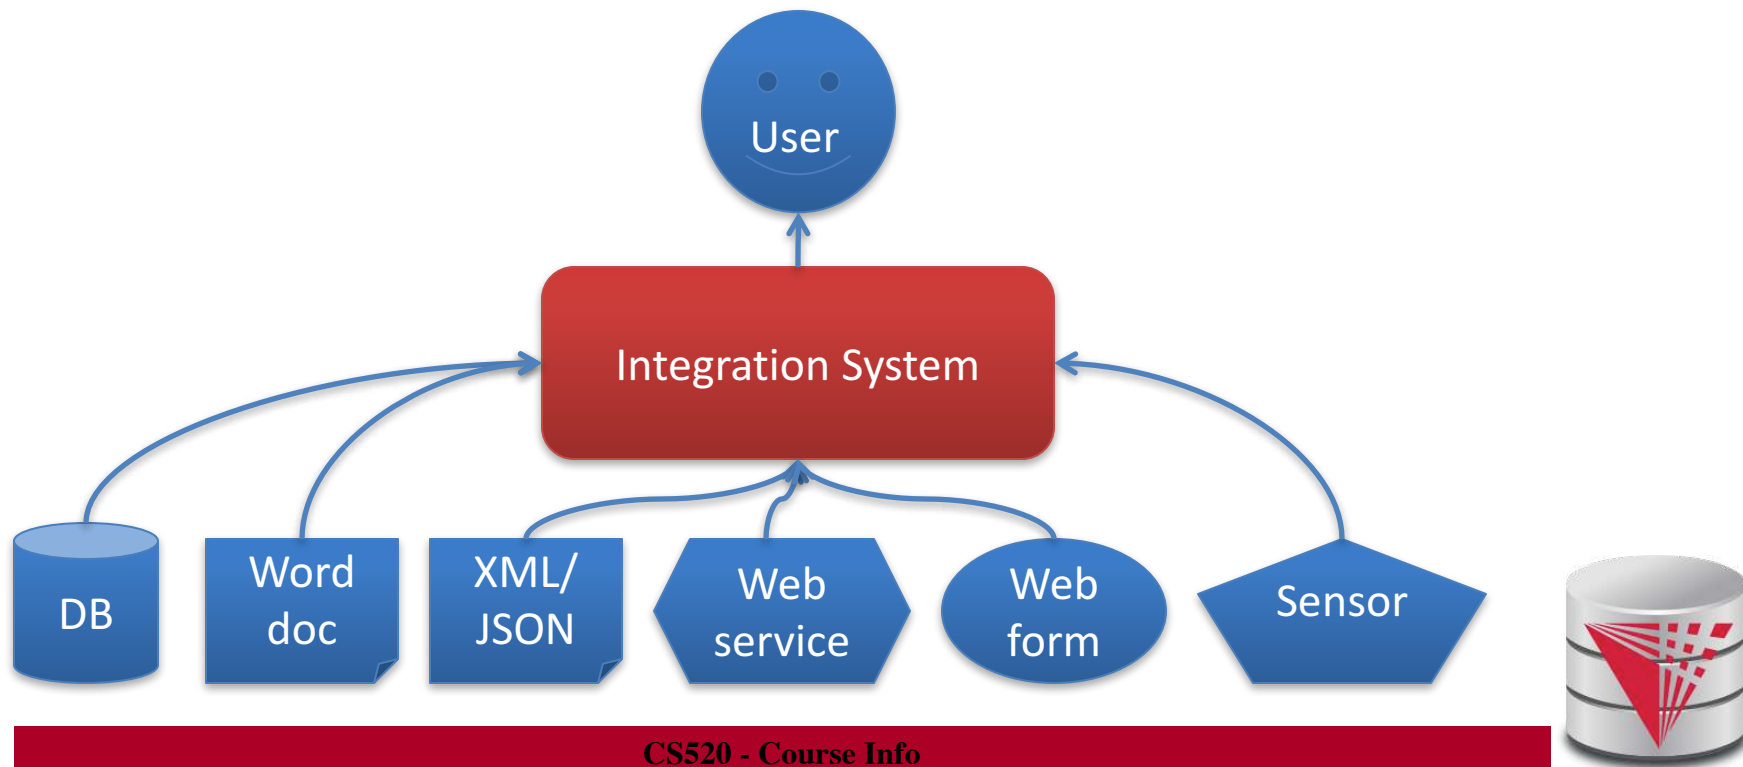 User
Integration System
DB
Word
doc
XML/
JSON
Web
service
Web
form
Sensor
CS520 - Course Info